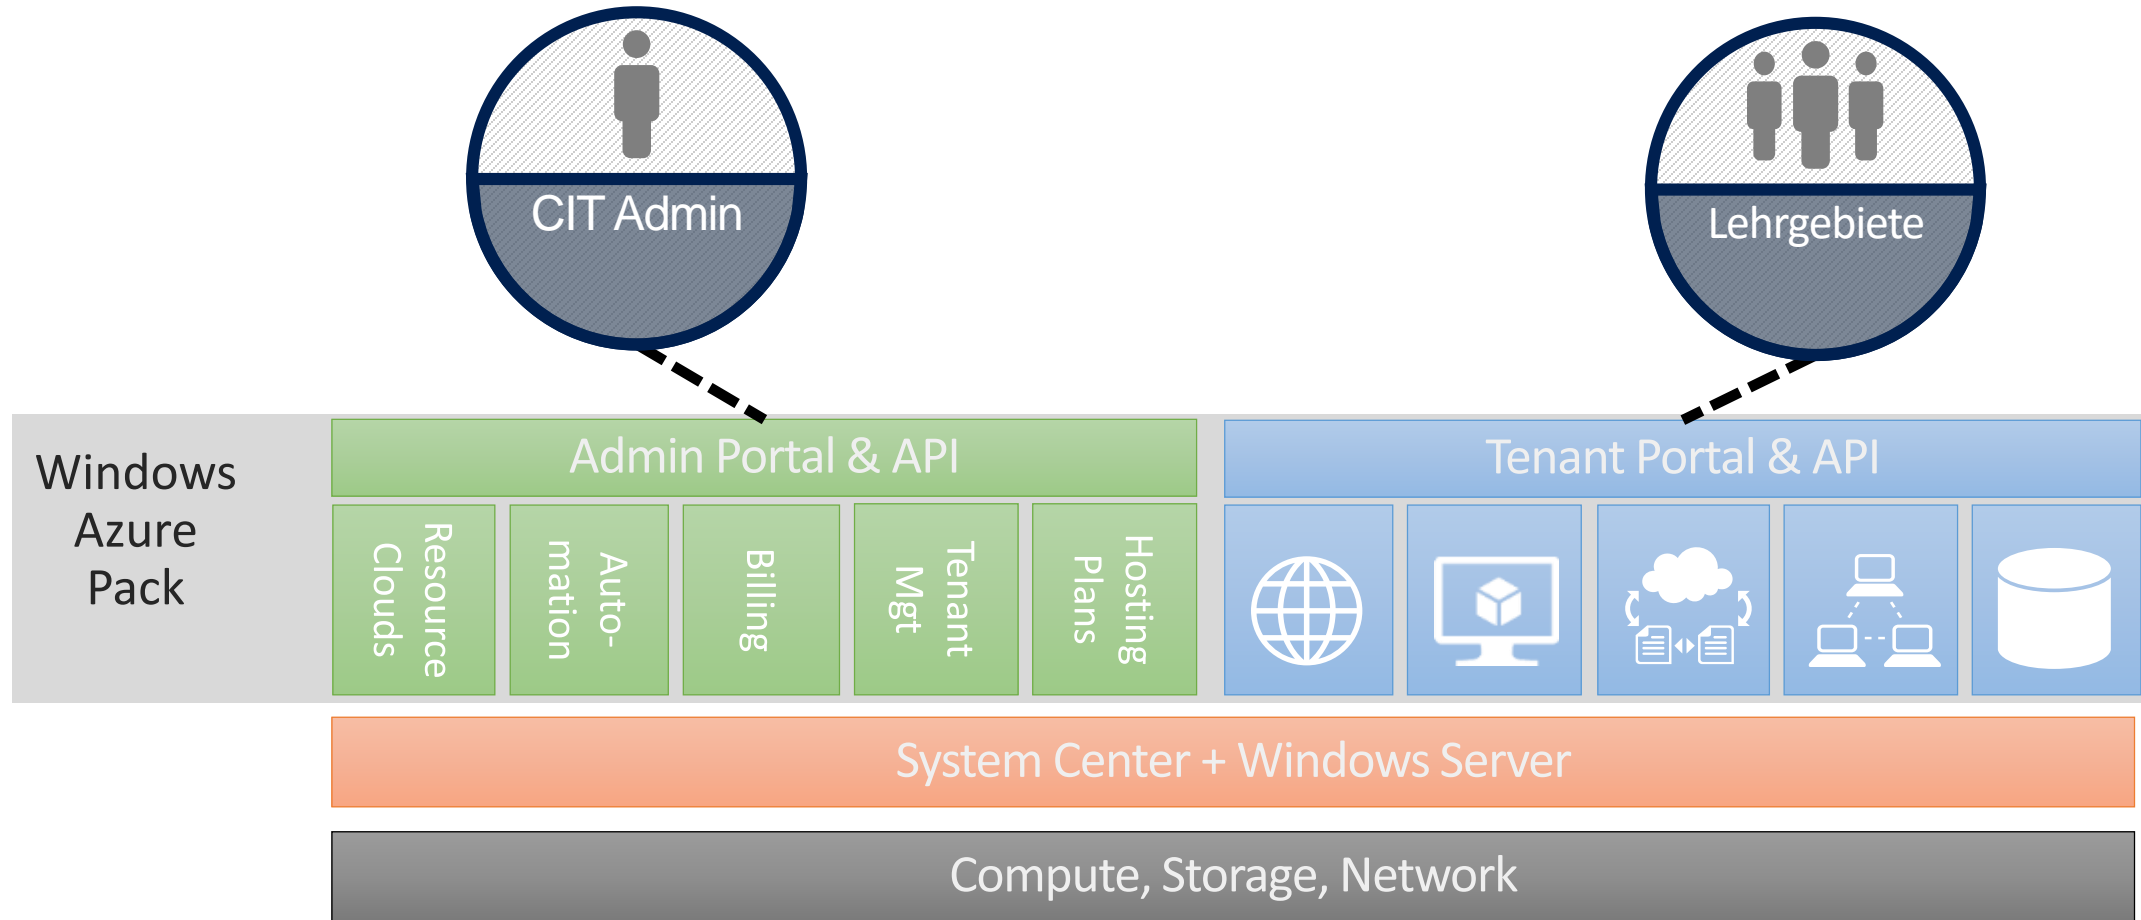 CIT Admin
Lehrgebiete
Windows
Azure
Pack
Admin Portal & API
Tenant Portal & API
Resource
Clouds
Auto-
mation
Billing
Tenant
Mgt
Hosting
Plans
System Center + Windows Server
Compute, Storage, Network